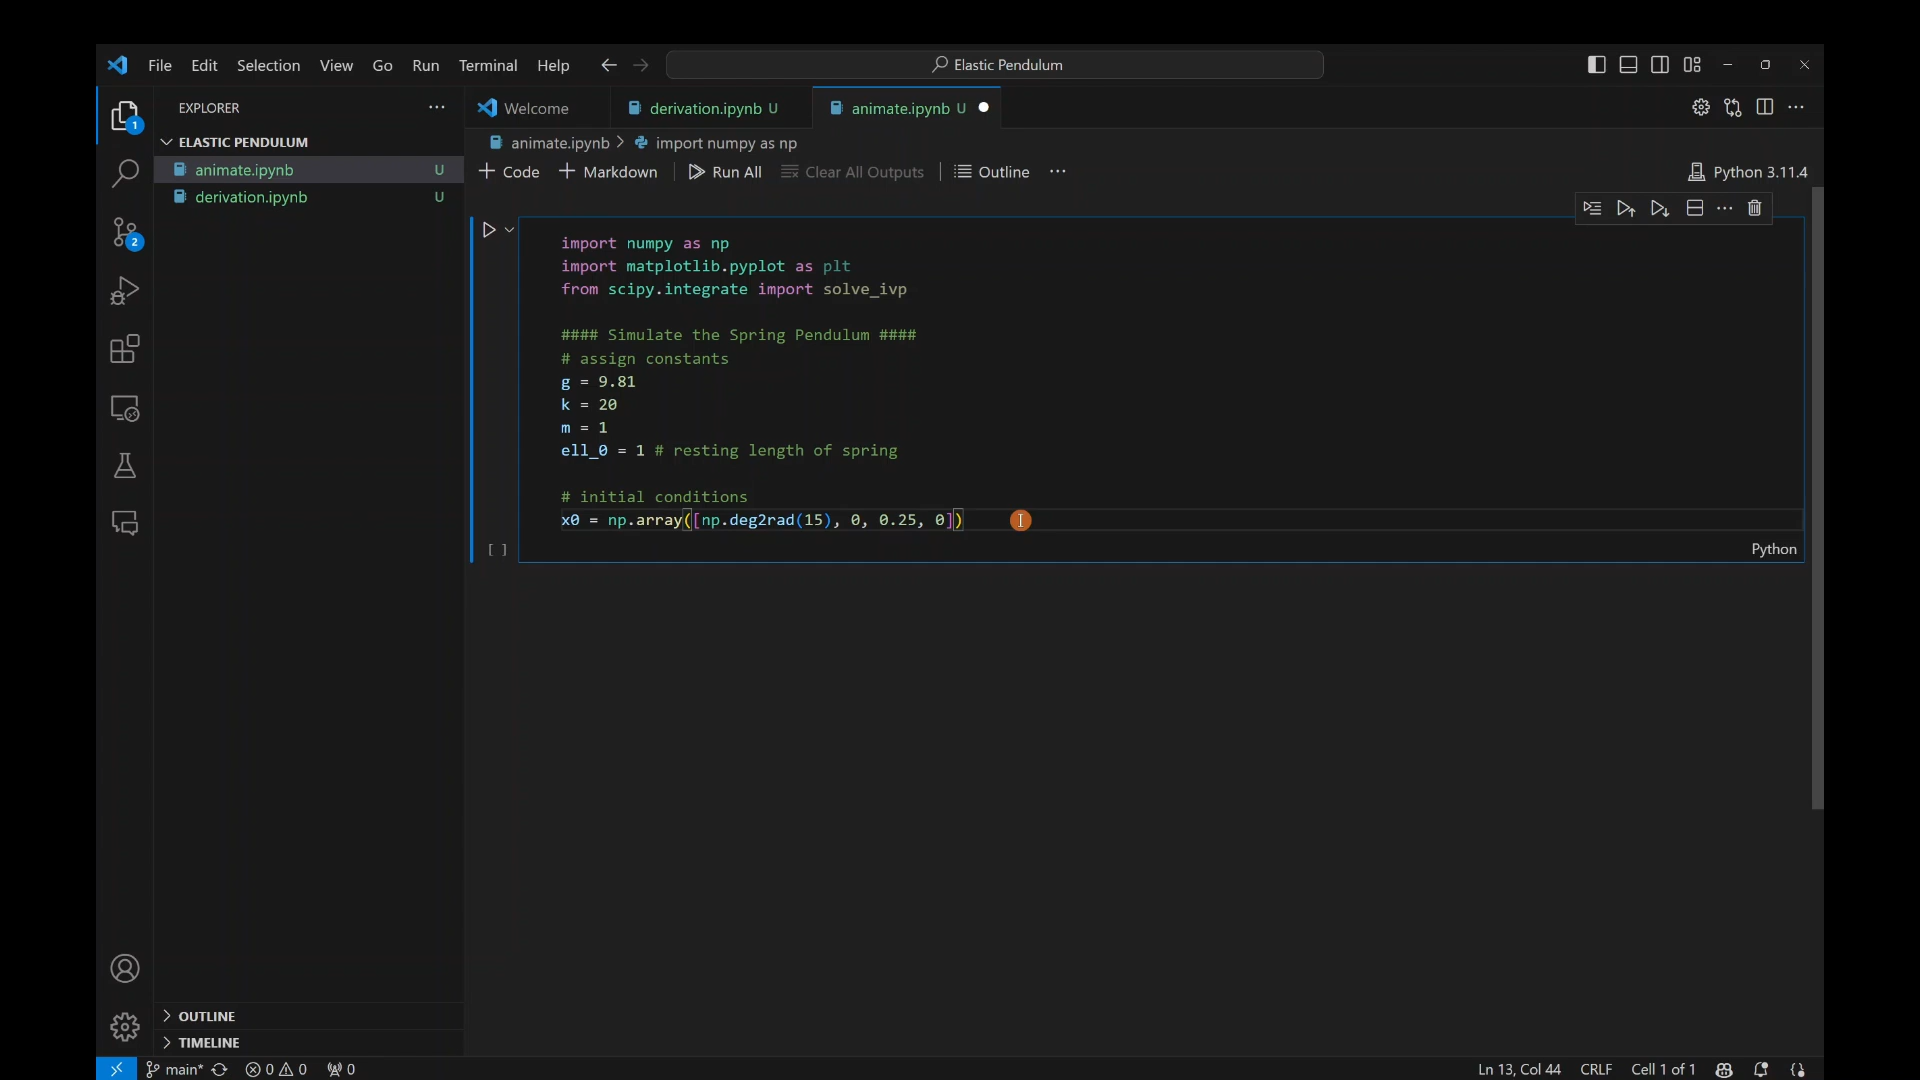 File Edit Selection View Go Run Terminal Help
Elastic Pendulum
EXPLORER
ELASTIC PENDULUM
animate.ipynb U
derivation.ipynb U
OUTLINE
TIMELINE
Welcome
derivation.ipynb U
animate.ipynb U
animate.ipynb > import numpy as np
+ Code + Markdown Run All Clear All Outputs Outline ...
Python 3.11.4
import numpy as np
import matplotlib.pyplot as plt
from scipy.integrate import solve_ivp
#### Simulate the Spring Pendulum ####
# assign constants
g = 9.81
k = 20
m = 1
ell_0 = 1 # resting length of spring
# initial conditions
x0 = np.array([np.deg2rad(15), 0, 0.25, 0])
[ ]
Python
1
2
main* 0 0 0
Ln 13, Col 44 CRLF Cell 1 of 1